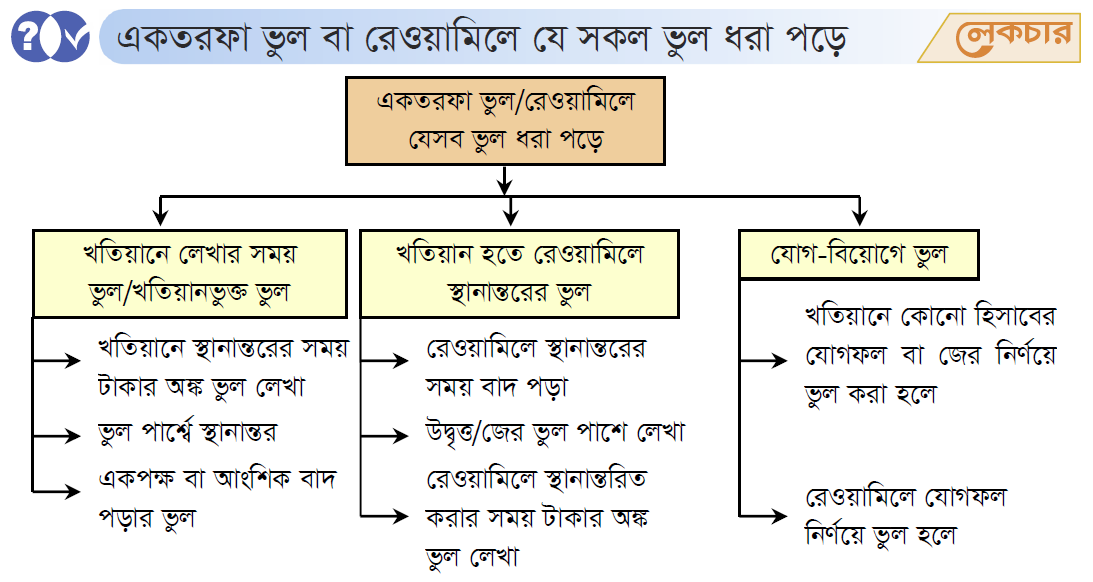 একতরফা ভুল বা রেওয়ামিলে যে সকল ভুল ধরা পড়ে
লেকচার
একতরফা ভুল/রেওয়ামিলে
যেসব ভুল ধরা পড়ে
খতিয়ানে লেখার সময়
ভুল/খতিয়ানভুক্ত ভুল
খতিয়ানে স্থানান্তরের সময়
টাকার অঙ্ক ভুল লেখা
ভুল পার্শ্বে স্থানান্তর
একপক্ষ বা আংশিক বাদ
পড়ার ভুল
খতিয়ান হতে রেওয়ামিলে
স্থানান্তরের ভুল
রেওয়ামিলে স্থানান্তরের
সময় বাদ পড়া
উদ্বৃত্ত/জের ভুল পাশে লেখা
রেওয়ামিলে স্থানান্তরিত
করার সময় টাকার অঙ্ক
ভুল লেখা
যোগ-বিয়োগে ভুল
খতিয়ানে কোনো হিসাবের
যোগফল বা জের নির্ণয়ে
ভুল করা হলে
রেওয়ামিলে যোগফল
নির্ণয়ে ভুল হলে